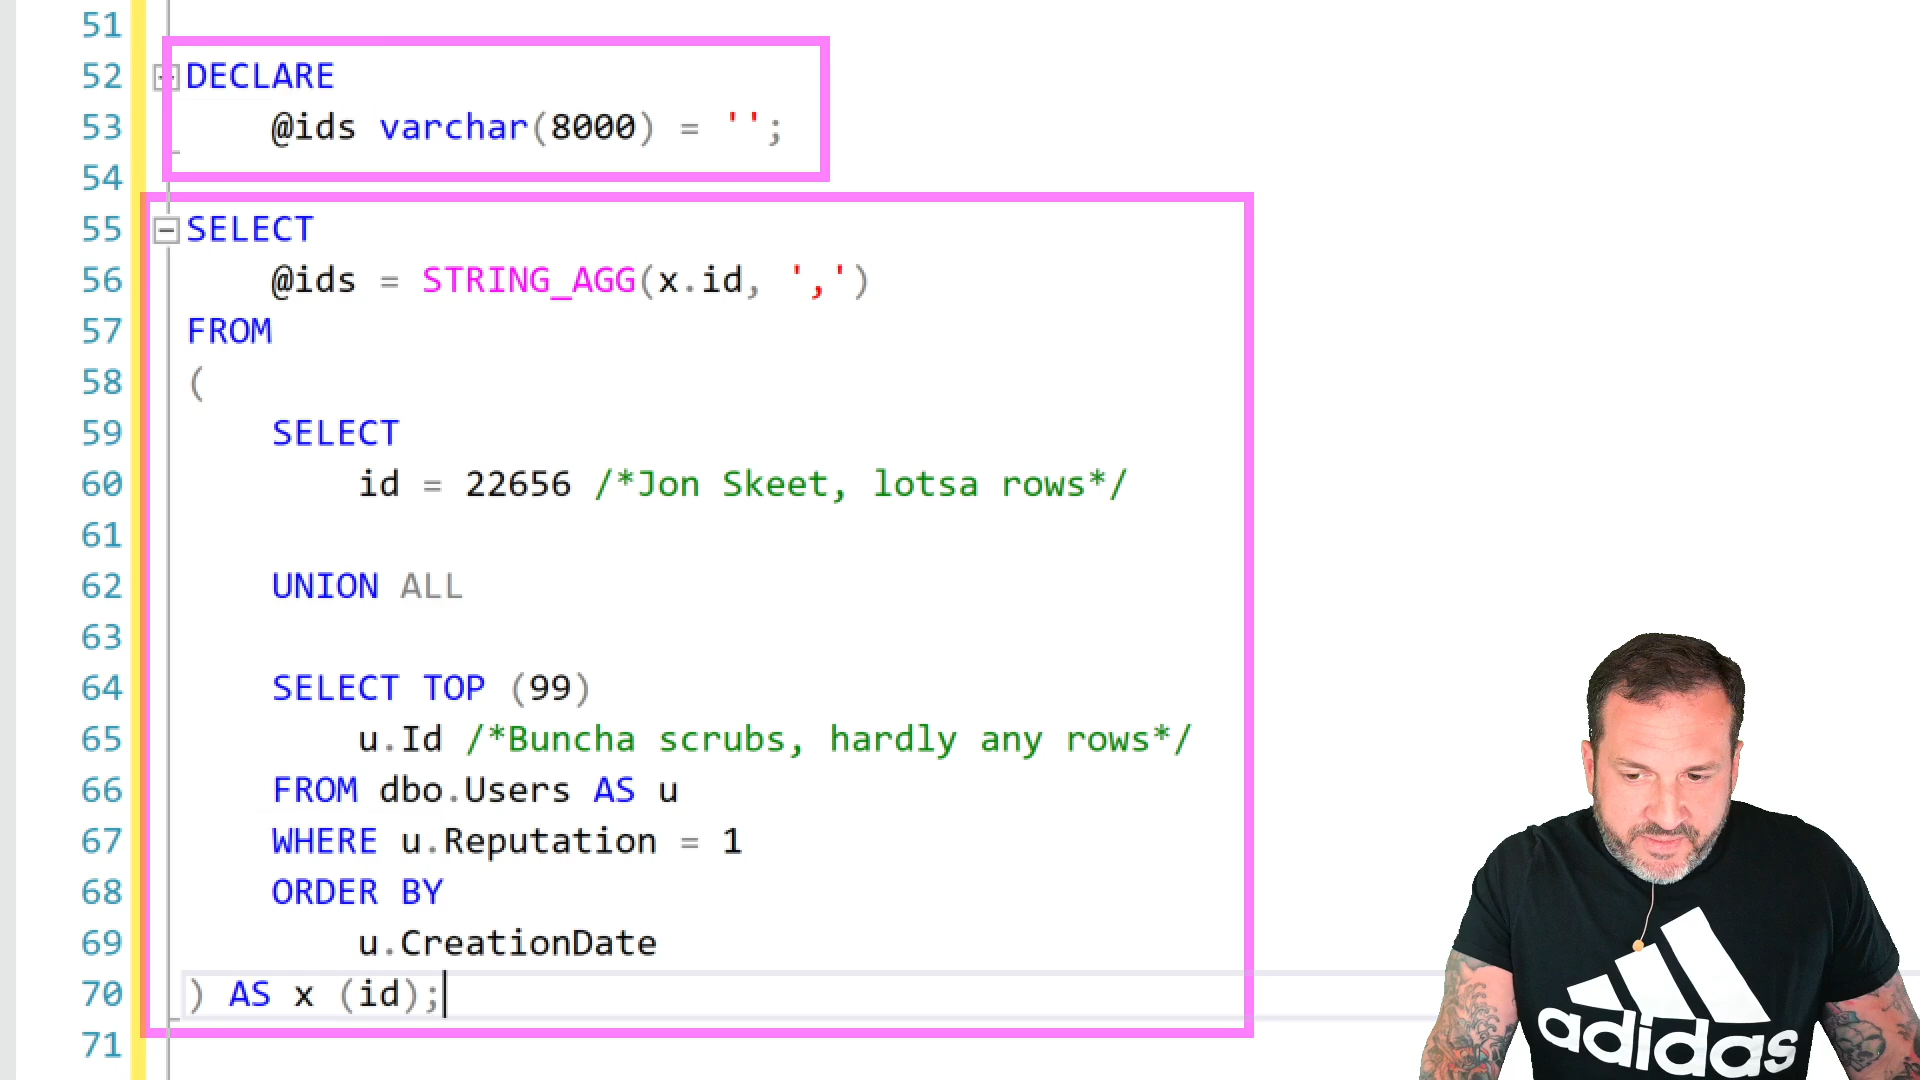 51
52 DECLARE
53 @ids varchar(8000) = '';
54
55 SELECT
56 @ids = STRING_AGG(x.id, ',')
57 FROM
58 (
59 SELECT
60 id = 22656 /*Jon Skeet, lotsa rows*/
61
62 UNION ALL
63
64 SELECT TOP (99)
65 u.Id /*Buncha scrubs, hardly any rows*/
66 FROM dbo.Users AS u
67 WHERE u.Reputation = 1
68 ORDER BY
69 u.CreationDate
70 ) AS x (id);
71
adidas